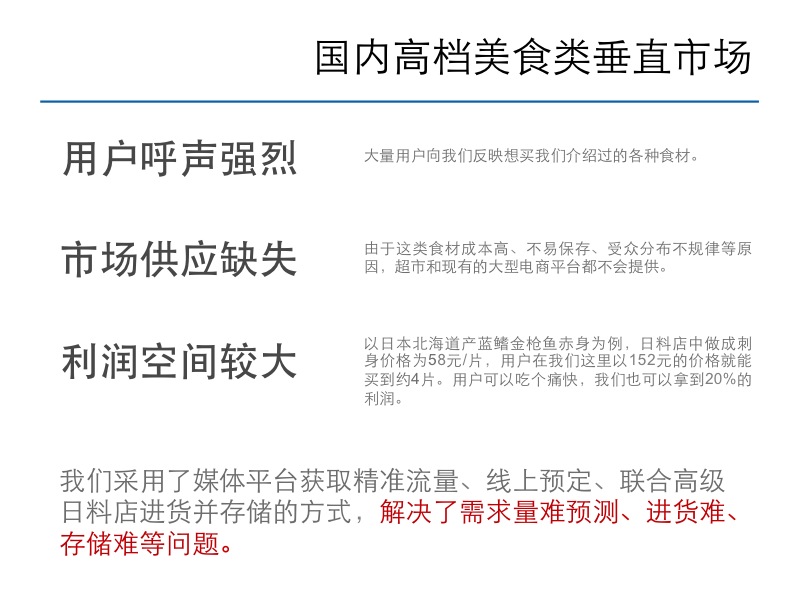 国内高档美食类垂直市场
用户呼声强烈
大量用户向我们反映想买我们介绍过的各种食材。
市场供应缺失
由于这类食材成本高、不易保存、受众分布不规律等原
因，超市和现有的大型电商平台都不会提供。
利润空间较大
以日本北海道产蓝鳍金枪鱼赤身为例，日料店中做成刺
身价格为58元/片，用户在我们这里以152元的价格就能
买到约4片。用户可以吃个痛快，我们也可以拿到20%的
利润。
我们采用了媒体平台获取精准流量、线上预定、联合高级
日料店进货并存储的方式，解决了需求量难预测、进货难、
存储难等问题。